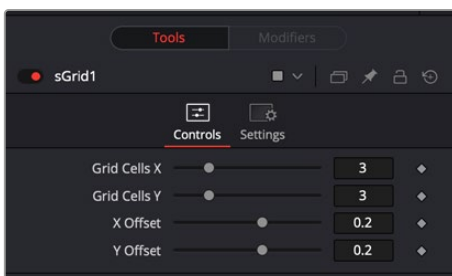 Tools Modifiers
sGrid1
Controls Settings
Grid Cells X 3
Grid Cells Y 3
X Offset 0.2
Y Offset 0.2